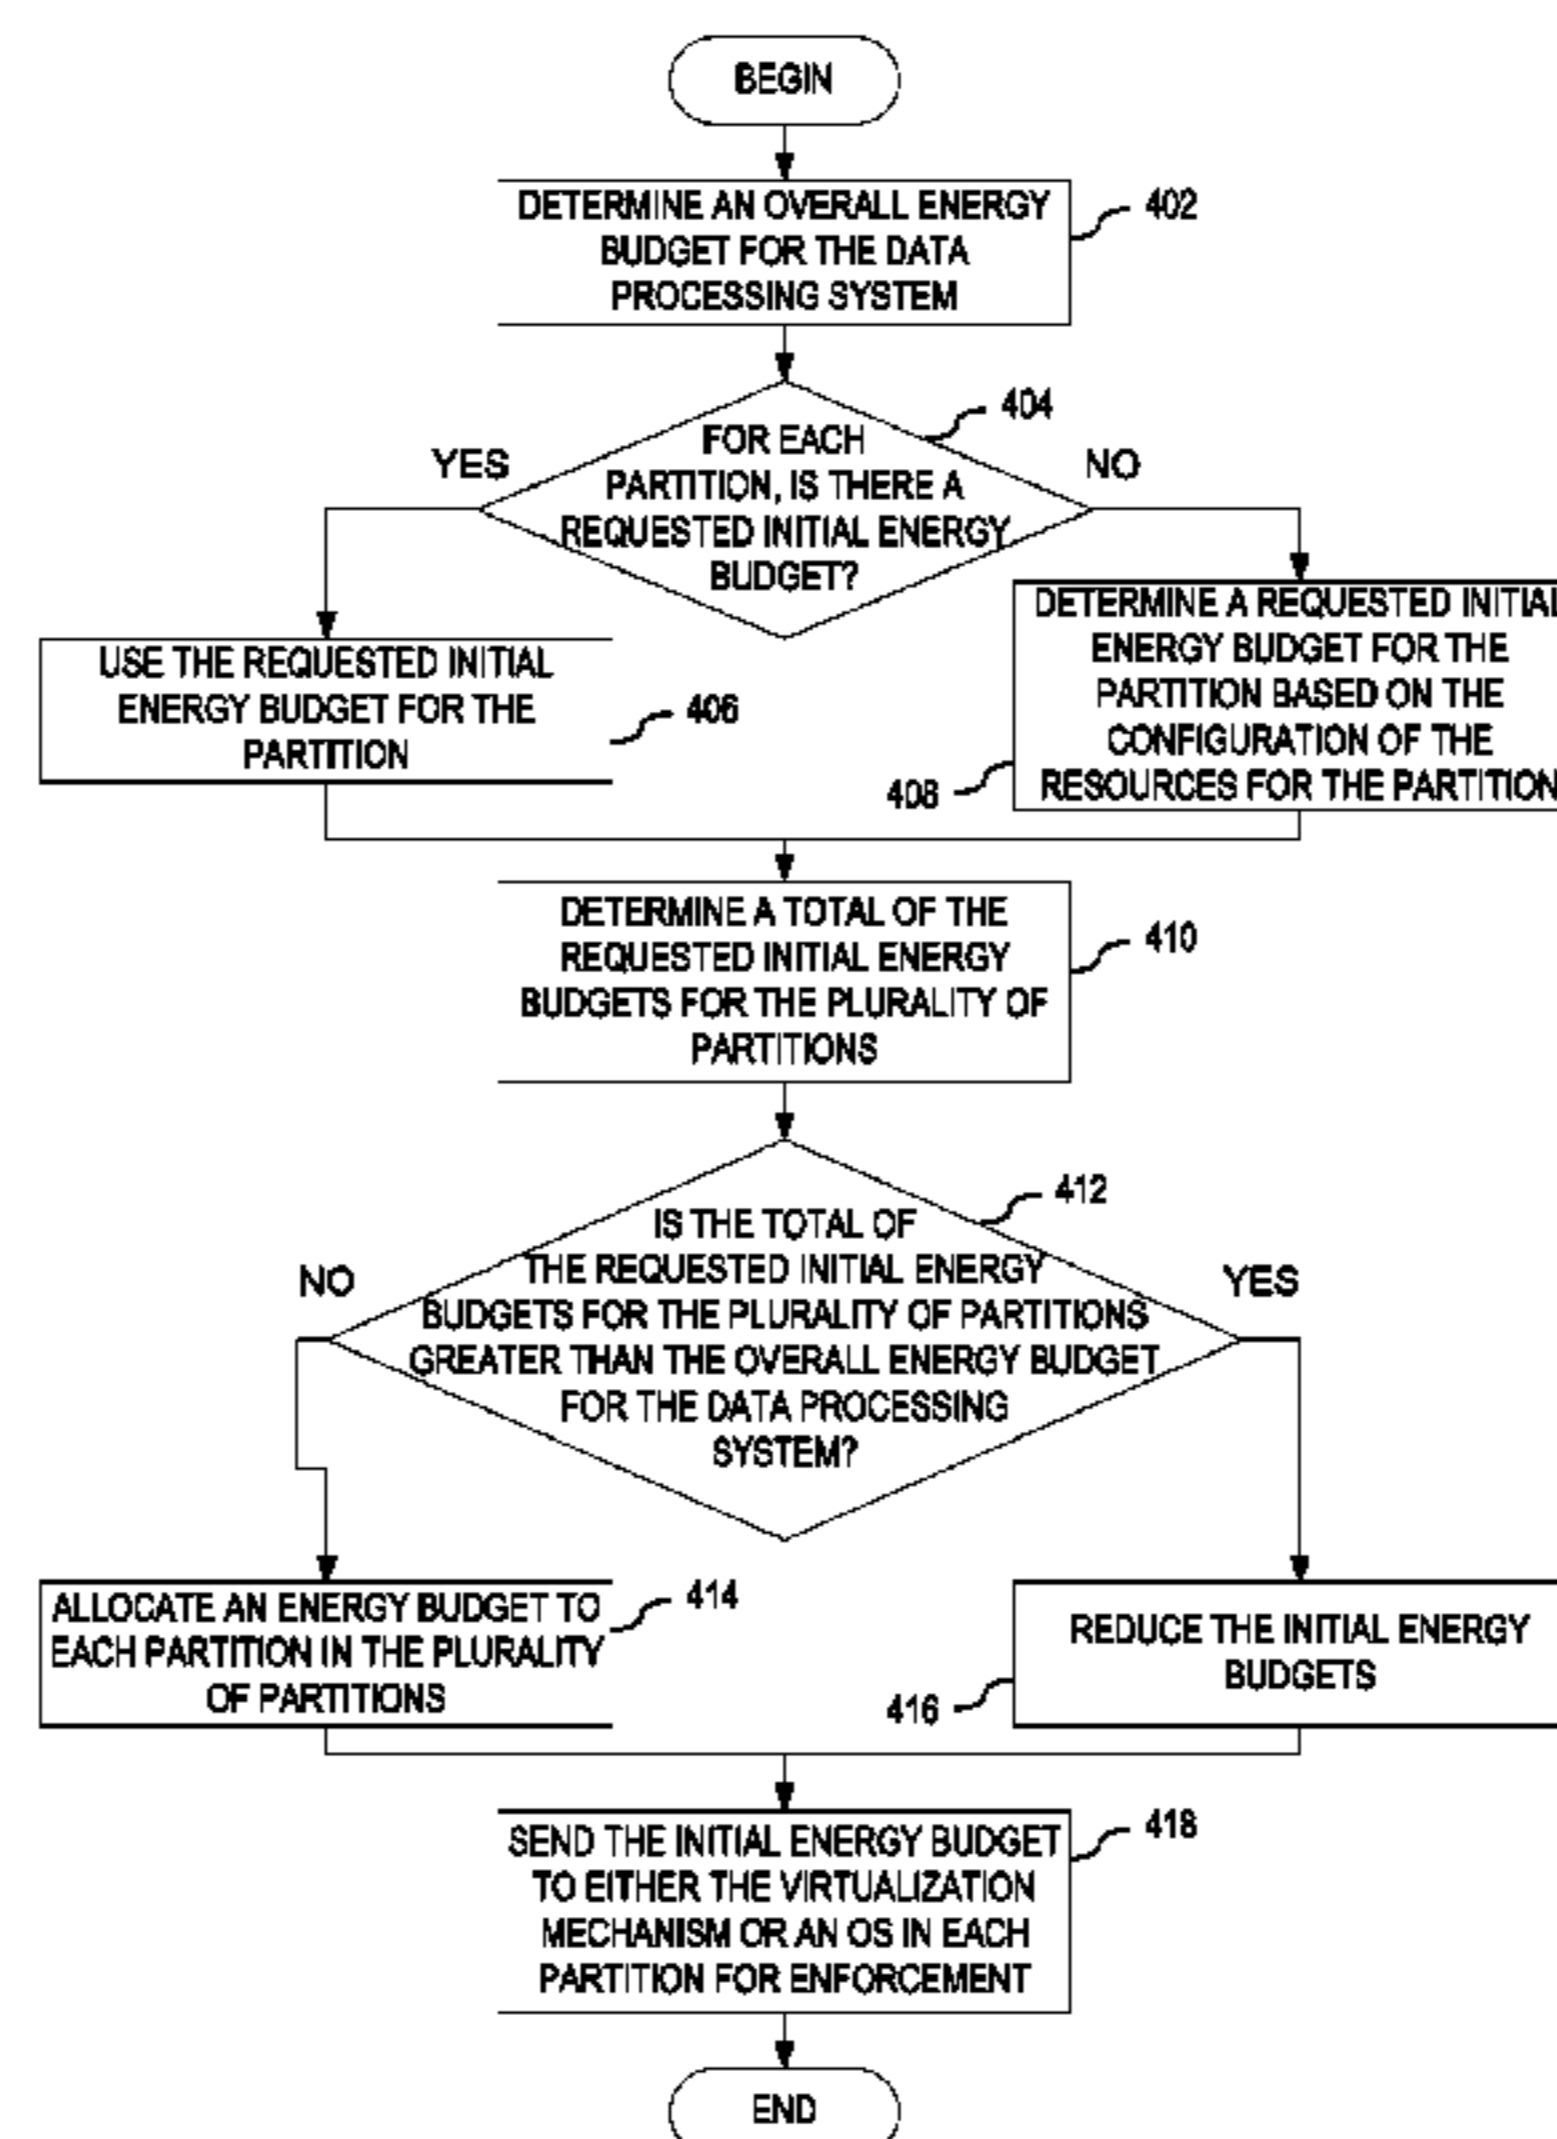 BEGIN
DETERMINE AN OVERALL ENERGY
BUDGET FOR THE DATA
PROCESSING SYSTEM
402
404
FOR EACH
PARTITION, IS THERE A
REQUESTED INITIAL ENERGY
BUDGET?
YES
NO
USE THE REQUESTED INITIAL
ENERGY BUDGET FOR THE
PARTITION
406
DETERMINE A REQUESTED INITIAL
ENERGY BUDGET FOR THE
PARTITION BASED ON THE
CONFIGURATION OF THE
RESOURCES FOR THE PARTITION
408
DETERMINE A TOTAL OF THE
REQUESTED INITIAL ENERGY
BUDGETS FOR THE PLURALITY OF
PARTITIONS
410
412
IS THE TOTAL OF
THE REQUESTED INITIAL ENERGY
BUDGETS FOR THE PLURALITY OF PARTITIONS
GREATER THAN THE OVERALL ENERGY BUDGET
FOR THE DATA PROCESSING
SYSTEM?
NO
YES
ALLOCATE AN ENERGY BUDGET TO
EACH PARTITION IN THE PLURALITY
OF PARTITIONS
414
REDUCE THE INITIAL ENERGY
BUDGETS
416
SEND THE INITIAL ENERGY BUDGET
TO EITHER THE VIRTUALIZATION
MECHANISM OR AN OS IN EACH
PARTITION FOR ENFORCEMENT
418
END